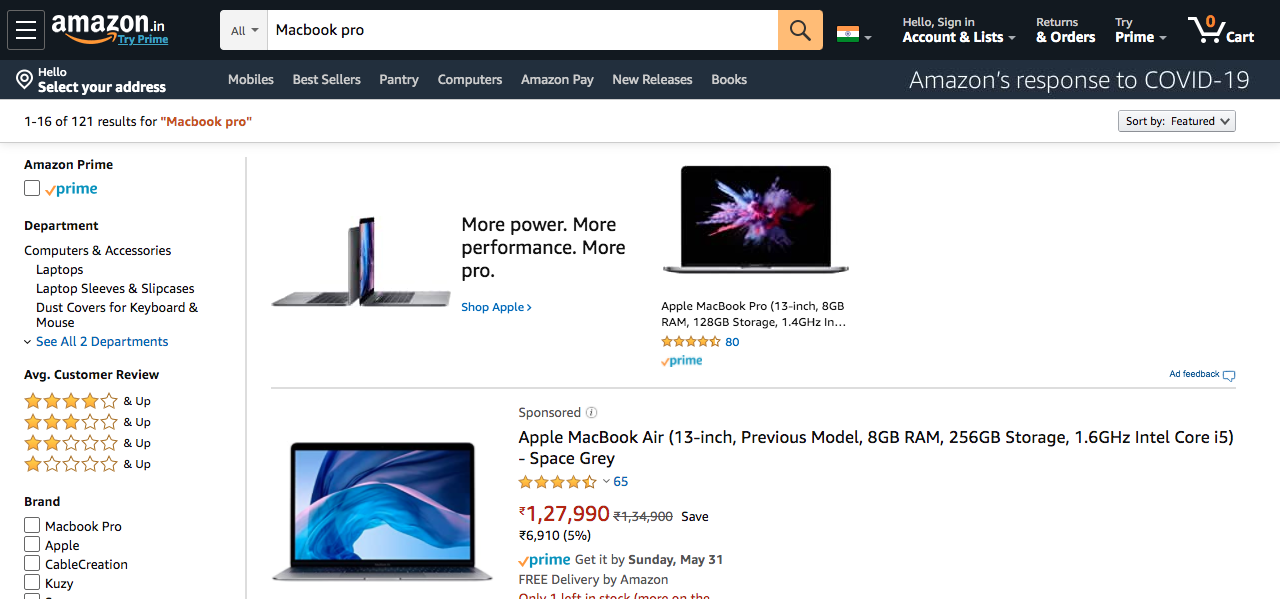 amazon.in
Try Prime
All
Macbook pro
Hello, Sign in
Account & Lists
Returns
& Orders
Try
Prime
0
Cart
Hello
Select your address
Mobiles
Best Sellers
Pantry
Computers
Amazon Pay
New Releases
Books
Amazon's response to COVID-19
1-16 of 121 results for "Macbook pro"
Sort by: Featured
Amazon Prime
prime
Department
Computers & Accessories
Laptops
Laptop Sleeves & Slipcases
Dust Covers for Keyboard &
Mouse
See All 2 Departments
Avg. Customer Review
& Up
& Up
& Up
& Up
Brand
Macbook Pro
Apple
CableCreation
Kuzy
More power. More
performance. More
pro.
Shop Apple ›
Apple MacBook Pro (13-inch, 8GB
RAM, 128GB Storage, 1.4GHz In...
80
prime
Ad feedback
Sponsored
Apple MacBook Air (13-inch, Previous Model, 8GB RAM, 256GB Storage, 1.6GHz Intel Core i5)
- Space Grey
65
₹1,27,990 ₹1,34,900 Save
₹6,910 (5%)
prime Get it by Sunday, May 31
FREE Delivery by Amazon
Only 1 left in stock (more on the